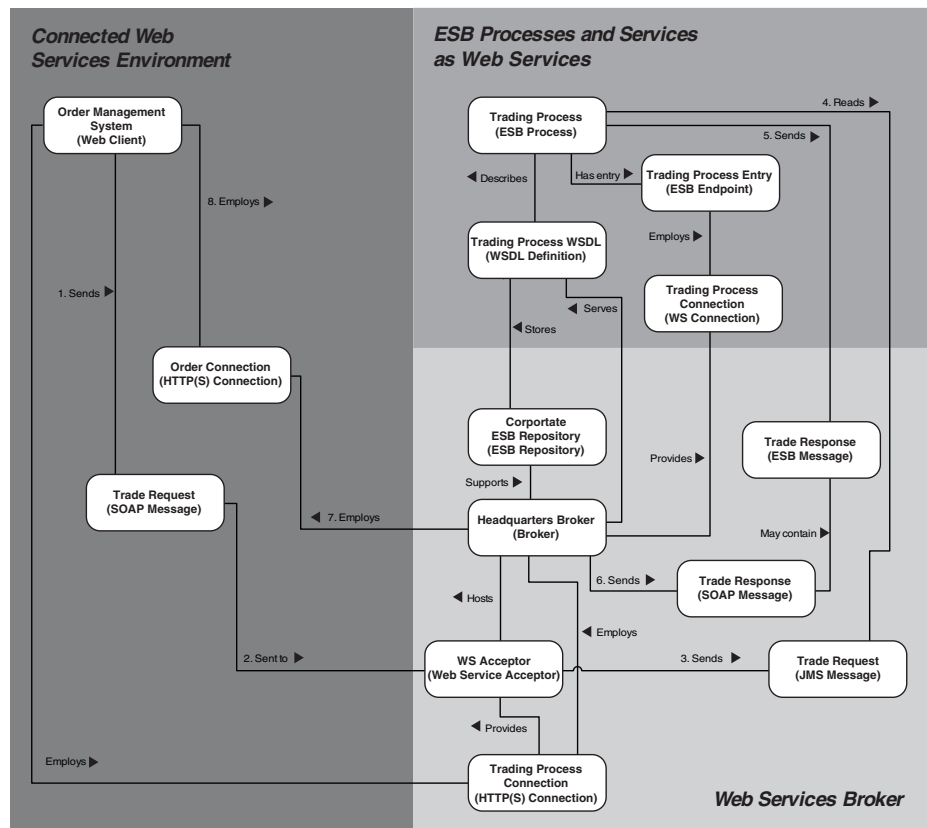 Connected Web
Services Environment
ESB Processes and Services
as Web Services
Order Management
System
(Web Client)
Trading Process
(ESB Process)
4. Reads ▶
5. Sends ▶
◀ Describes
Has entry ▶
Trading Process Entry
(ESB Endpoint)
8. Employs ▶
Trading Process WSDL
(WSDL Definition)
Employs ▶
1. Sends ▶
Trading Process
Connection
(WS Connection)
◀ Serves
◀ Stores
Order Connection
(HTTP(S) Connection)
Corportate
ESB Repository
(ESB Repository)
Trade Response
(ESB Message)
Provides ▶
Supports ▶
Trade Request
(SOAP Message)
◀ 7. Employs
Headquarters Broker
(Broker)
May contain ▶
6. Sends ▶
Trade Response
(SOAP Message)
◀ Hosts
◀ Employs
2. Sent to ▶
WS Acceptor
(Web Service Acceptor)
3. Sends ▶
Trade Request
(JMS Message)
◀ Provides
Employs ▶
Trading Process
Connection
(HTTP(S) Connection)
Web Services Broker